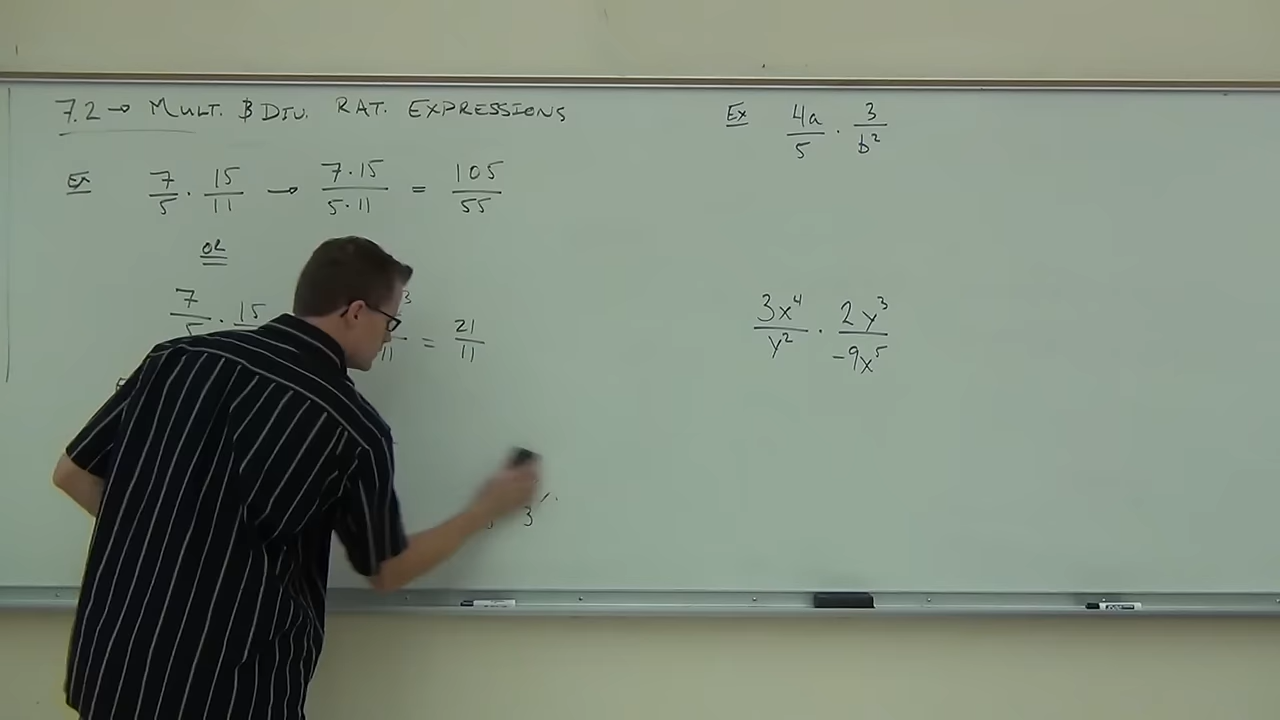 7.2 → MULT. & DIV. RAT. EXPRESSIONS
Ex 7/5 · 15/11 → 7·15/5·11 = 105/55
OR
7/5 · 15 3/11 = 21/11
3
Ex 4a/5 · 3/b²
3x⁴/y² · 2y³/-9x⁵